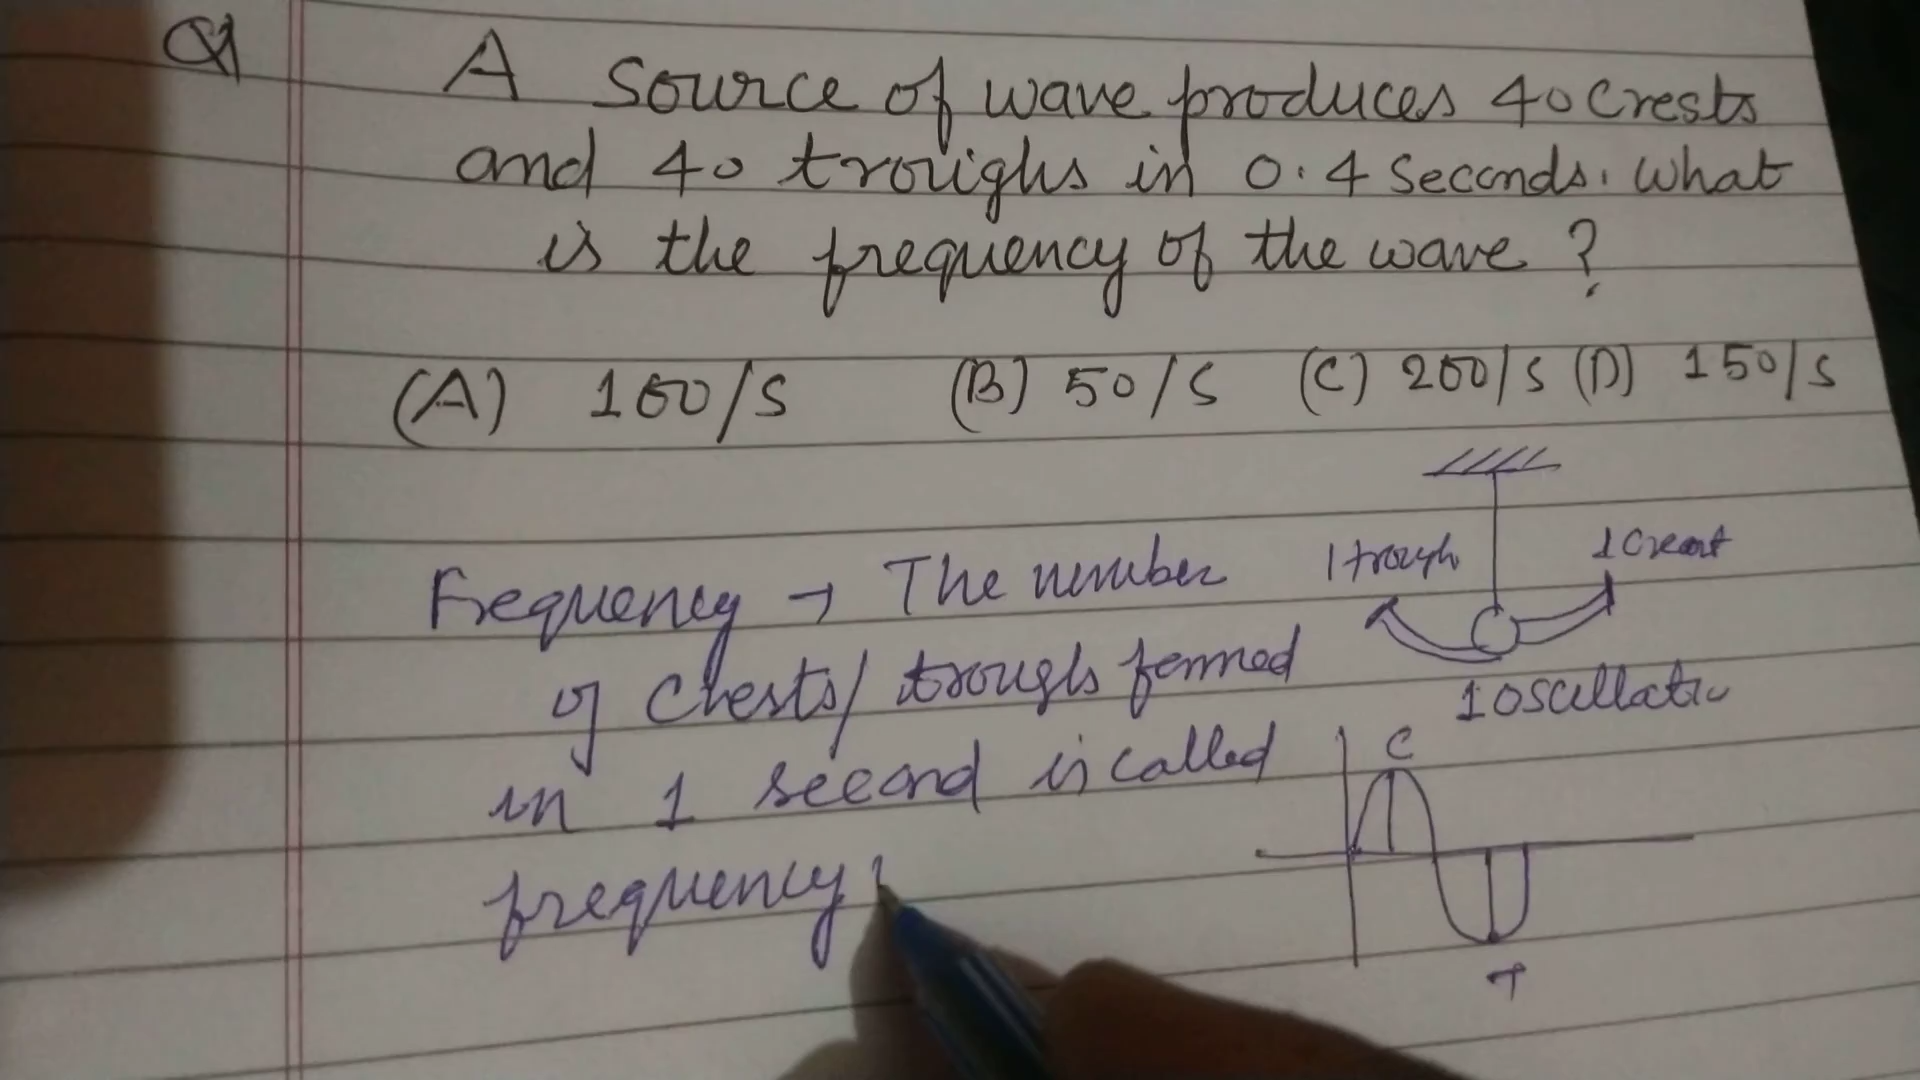 Q1
A Source of wave produces 40 Crests
and 40 troughs in 0.4 Seconds. What
is the frequency of the wave ?
(A) 100/S (B) 50/S (C) 200/S (D) 150/S
Frequency → The number
of Chests/ troughs formed
in 1 second is called
frequency
1 trough 1 Creast
1 oscillatio
C
T